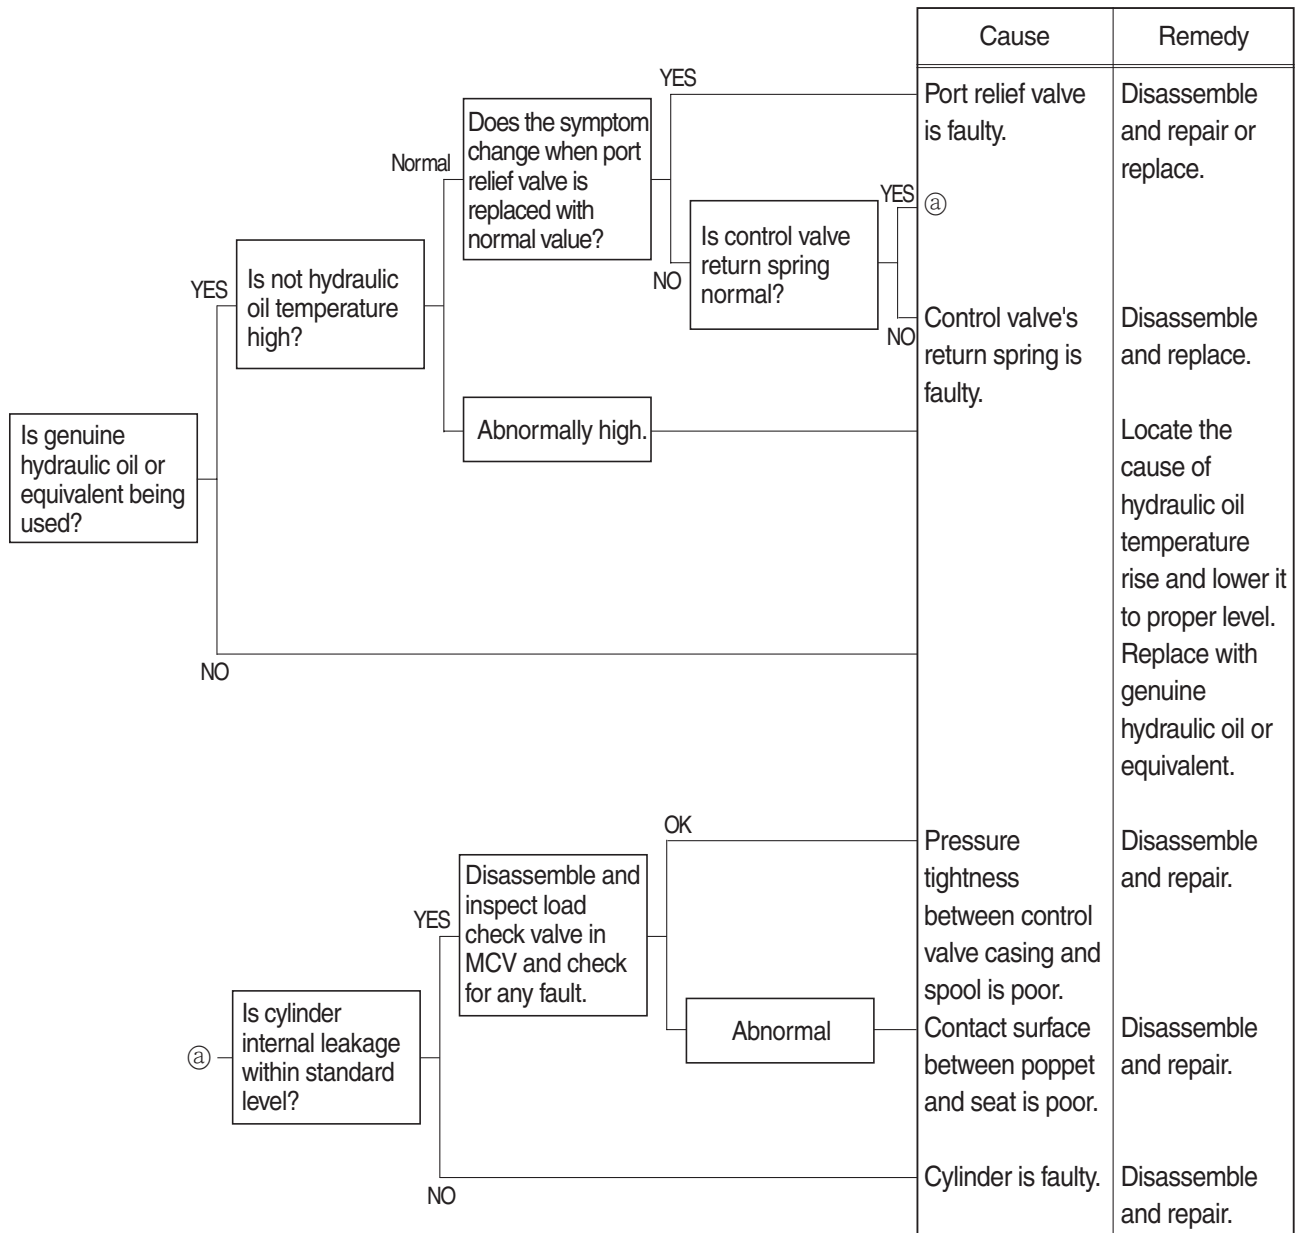 Cause
Remedy
YES
Port relief valve
is faulty.
Disassemble
and repair or
replace.
Does the symptom
change when port
relief valve is
replaced with
normal value?
Normal
YES
ⓐ
Is control valve
return spring
normal?
NO
NO
Control valve's
return spring is
faulty.
Disassemble
and replace.
YES
Is not hydraulic
oil temperature
high?
Abnormally high.
Locate the
cause of
hydraulic oil
temperature
rise and lower it
to proper level.
Is genuine
hydraulic oil or
equivalent being
used?
NO
Replace with
genuine
hydraulic oil or
equivalent.
OK
Pressure
tightness
between control
valve casing and
spool is poor.
Disassemble
and repair.
YES
Disassemble and
inspect load
check valve in
MCV and check
for any fault.
Abnormal
Contact surface
between poppet
and seat is poor.
Disassemble
and repair.
ⓐ
Is cylinder
internal leakage
within standard
level?
NO
Cylinder is faulty.
Disassemble
and repair.